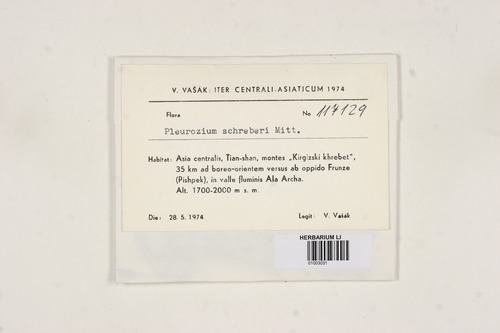 V. VAŠÁK: ITER CENTRALI-ASIATICUM 1974
Flora No 117129
Pleurozium schreberi Mitt.
Habitat: Asia centralis, Tian-shan, montes „Kirgizski khrebet",
35 km ad boreo-orientem versus ab oppido Frunze
(Pishpek), in valle fluminis Ala Archa.
Alt. 1700-2000 m s. m.
Die: 28. 5. 1974 Legit: V. Vašák
HERBARIUM LI
01003031